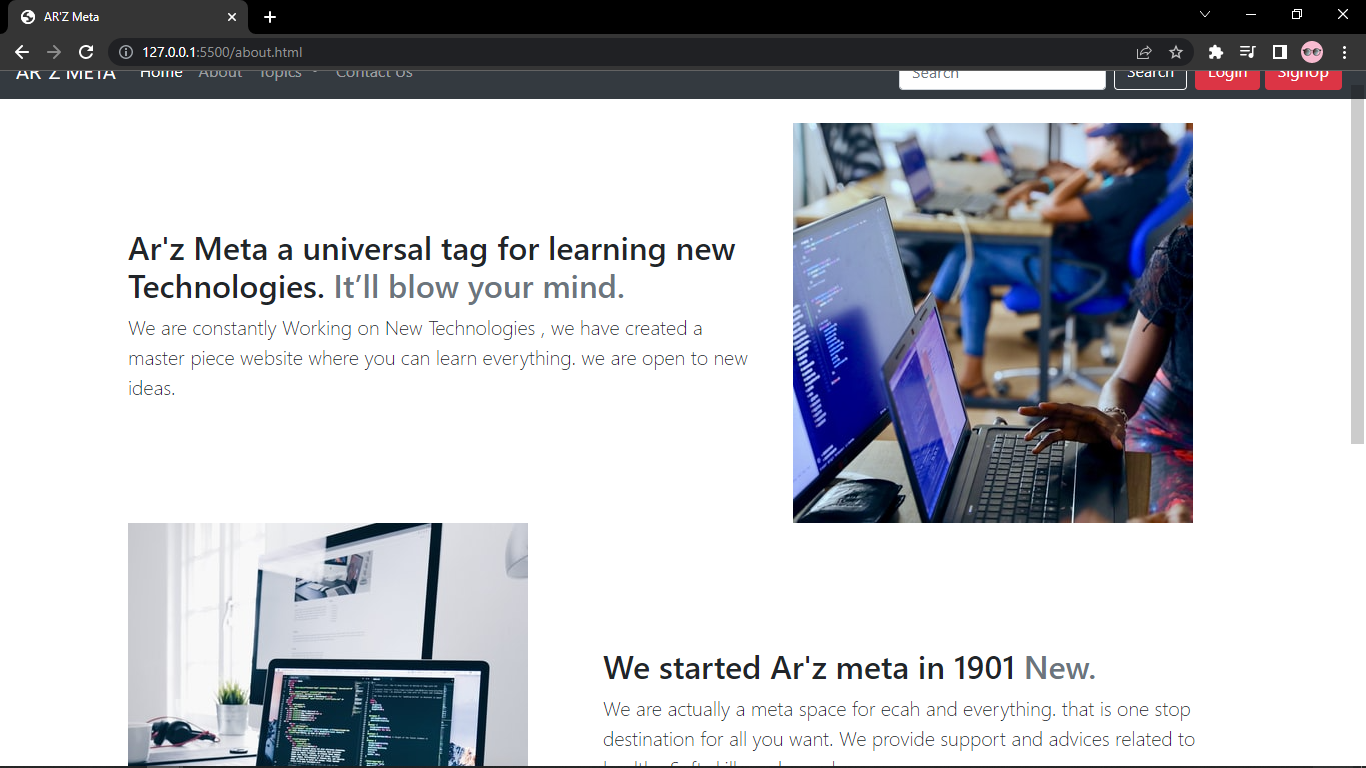 AR'Z Meta
127.0.0.1:5500/about.html
AR'Z META Home About Topics Contact Us Search Search Login SignUp
Ar'z Meta a universal tag for learning new
Technologies. It’ll blow your mind.
We are constantly Working on New Technologies , we have created a
master piece website where you can learn everything. we are open to new
ideas.
We started Ar'z meta in 1901 New.
We are actually a meta space for ecah and everything. that is one stop
destination for all you want. We provide support and advices related to